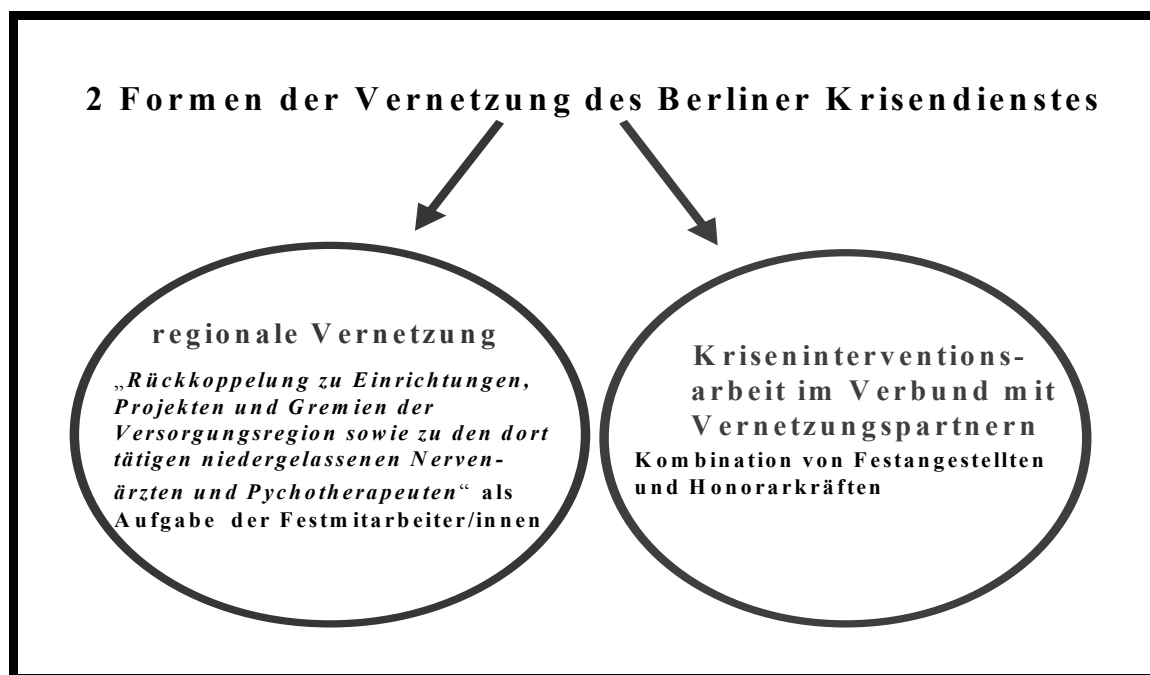 2 Formen der Vernetzung des Berliner Krisendienstes
regionale Vernetzung
„Rückkoppelung zu Einrichtungen,
Projekten und Gremien der
Versorgungsregion sowie zu den dort
tätigen niedergelassenen Nerven-
ärzten und Pychotherapeuten“ als
Aufgabe der Festmitarbeiter/innen
Kriseninterventions-
arbeit im Verbund mit
Vernetzungspartnern
Kombination von Festangestellten
und Honorarkräften